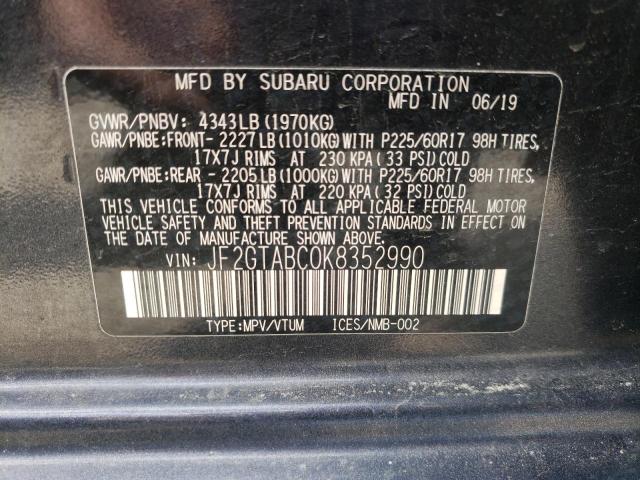 MFD BY SUBARU CORPORATION
MFD IN 06/19
GVWR/PNBV: 4343LB(1970KG)
GAWR/PNBE:FRONT- 2227LB(1010KG)WITH P225/60R17 98H TIRES,
17X7J RIMS AT 230 KPA(33 PSI)COLD
GAWR/PNBE:REAR - 2205LB(1000KG)WITH P225/60R17 98H TIRES,
17X7J RIMS AT 220 KPA(32 PSI)COLD
THIS VEHICLE CONFORMS TO ALL APPLICABLE FEDERAL MOTOR
VEHICLE SAFETY AND THEFT PREVENTION STANDARDS IN EFFECT ON
THE DATE OF MANUFACTURE SHOWN ABOVE.
VIN: JF2GTABC0K8352990
TYPE:MPV/VTUM ICES/NMB-002